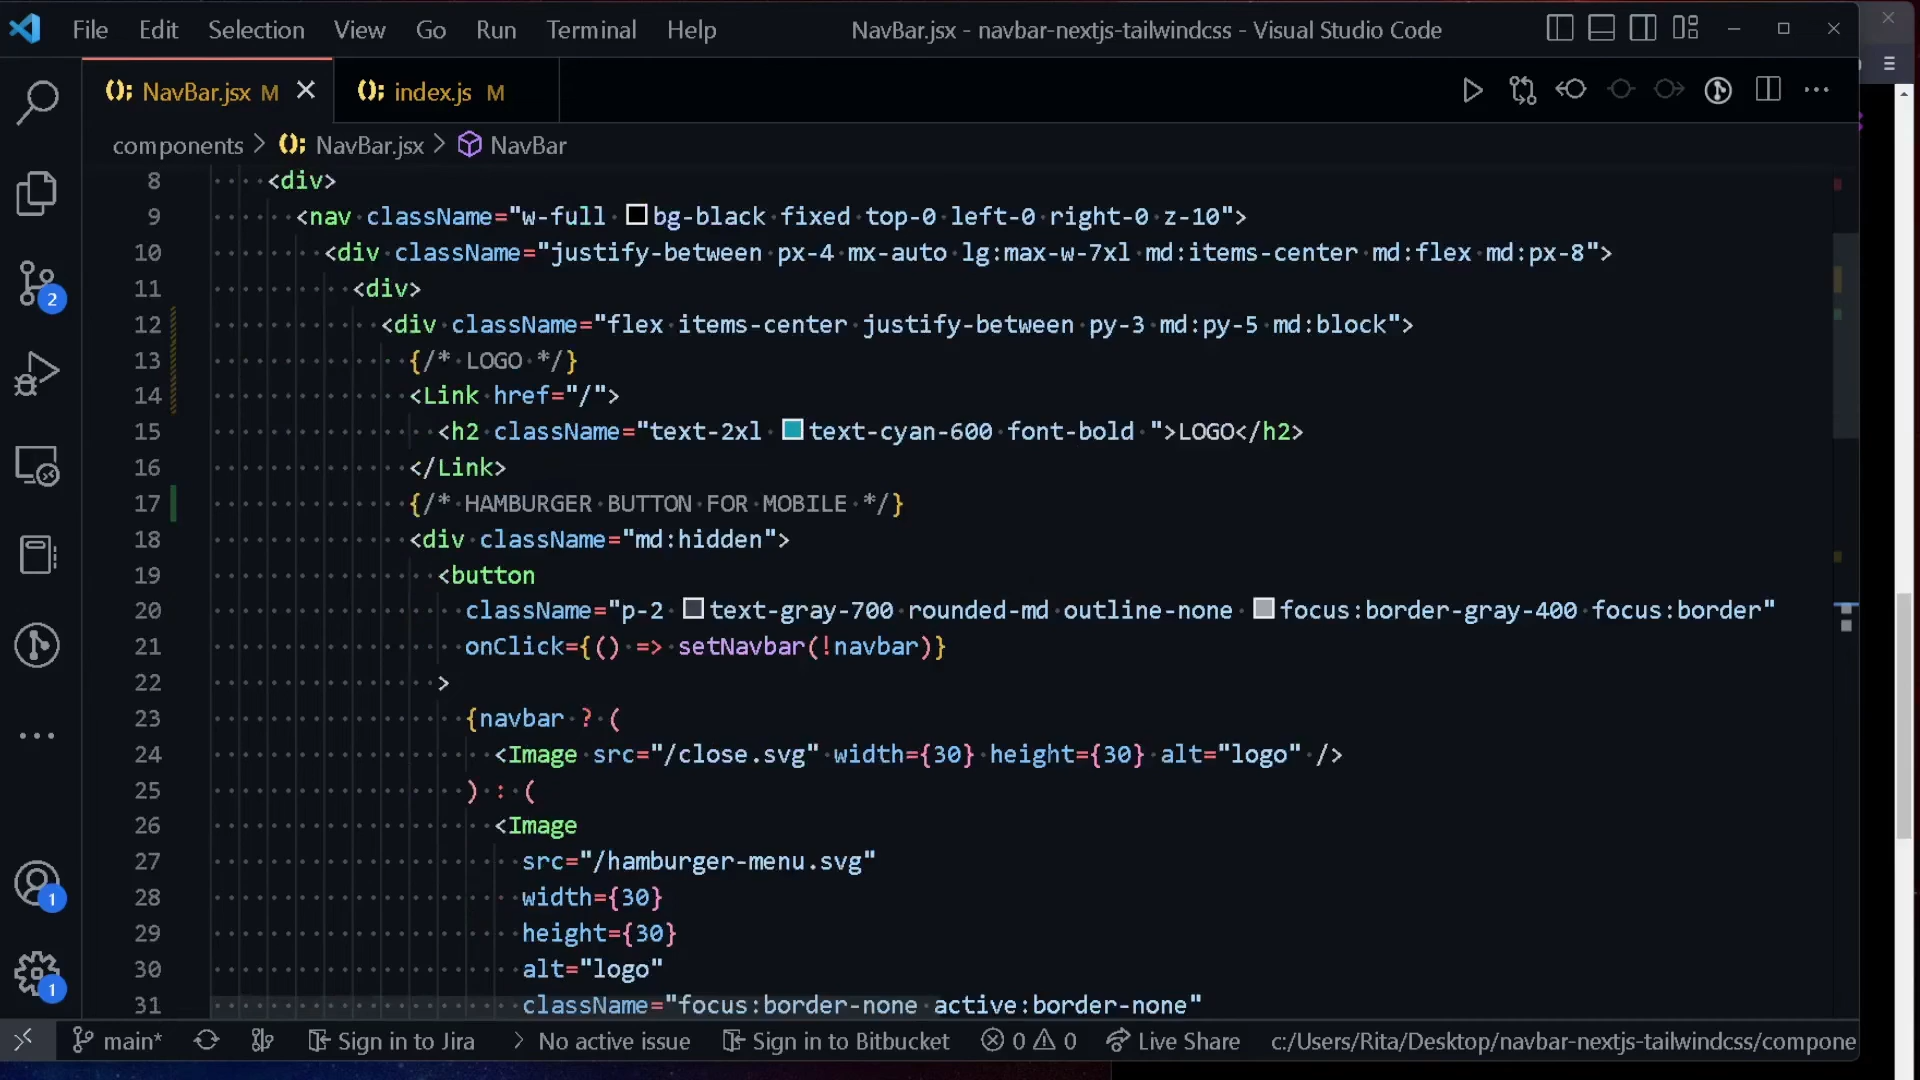 File Edit Selection View Go Run Terminal Help NavBar.jsx - navbar-nextjs-tailwindcss - Visual Studio Code
NavBar.jsx M index.js M
components > NavBar.jsx > NavBar
8 <div>
9 <nav className="w-full bg-black fixed top-0 left-0 right-0 z-10">
10 <div className="justify-between px-4 mx-auto lg:max-w-7xl md:items-center md:flex md:px-8">
11 <div>
12 <div className="flex items-center justify-between py-3 md:py-5 md:block">
13 {/* LOGO */}
14 <Link href="/">
15 <h2 className="text-2xl text-cyan-600 font-bold ">LOGO</h2>
16 </Link>
17 {/* HAMBURGER BUTTON FOR MOBILE */}
18 <div className="md:hidden">
19 <button
20 className="p-2 text-gray-700 rounded-md outline-none focus:border-gray-400 focus:border"
21 onClick={() => setNavbar(!navbar)}
22 >
23 {navbar ? (
24 <Image src="/close.svg" width={30} height={30} alt="logo" />
25 ) : (
26 <Image
27 src="/hamburger-menu.svg"
28 width={30}
29 height={30}
30 alt="logo"
31 className="focus:border-none active:border-none"
2
1
1
main* Sign in to Jira > No active issue Sign in to Bitbucket 0 0 Live Share c:/Users/Rita/Desktop/navbar-nextjs-tailwindcss/compone